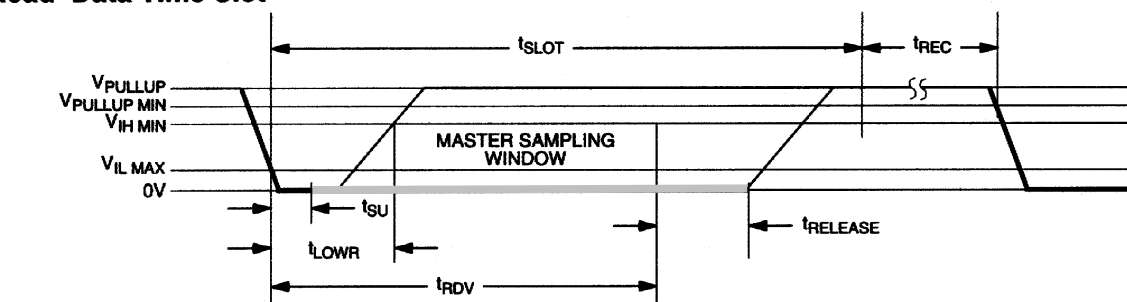 Data Time Slot
tSLOT
tREC
VPULLUP
VPULLUP MIN
VIH MIN
MASTER SAMPLING
WINDOW
VIL MAX
0V
tSU
tRELEASE
tLOWR
tRDV